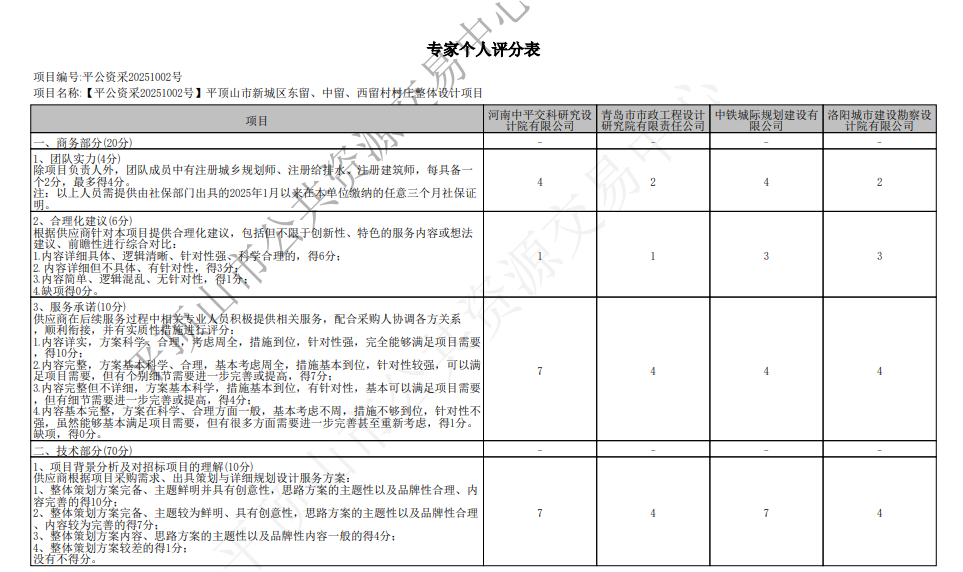 专家个人评分表
项目编号:平公资采20251002号
项目名称:【平公资采20251002号】平顶山市新城区东留、中留、西留村村庄整体设计项目
项目 河南中平交科研究设计院有限公司 青岛市市政工程设计研究院有限责任公司 中铁城际规划建设有限公司 洛阳城市建设勘察设计院有限公司
一、商务部分(20分) - - - -
1、团队实力(4分)
除项目负责人外，团队成员中有注册城乡规划师、注册给排水、注册建筑师，每具备一
个2分，最多得4分。
注：以上人员需提供由社保部门出具的2025年1月以来在本单位缴纳的任意三个月社保证
明。
4 2 4 2
2、合理化建议(6分)
根据供应商针对本项目提供合理化建议，包括但不限于创新性、特色的服务内容或想法
建议、前瞻性进行综合对比：
1.内容详细具体、逻辑清晰、针对性强、科学合理的，得6分；
2.内容详细但不具体、有针对性，得3分；
3.内容简单、逻辑混乱、无针对性，得1分；
4.缺项得0分。
1 1 3 3
3、服务承诺(10分)
供应商在后续服务过程中相关专业人员积极提供相关服务，配合采购人协调各方关系
，顺利衔接，并有实质性措施进行评分：
1.内容详实，方案科学、合理，考虑周全，措施到位，针对性强，完全能够满足项目需要
，得10分；
2.内容完整，方案基本科学、合理，基本考虑周全，措施基本到位，针对性较强，可以满
足项目需要，但有个别细节需要进一步完善或提高，得7分；
3.内容完整但不详细，方案基本科学，措施基本到位，有针对性，基本可以满足项目需要
，但有细节需要进一步完善或提高，得4分；
4.内容基本完整，方案在科学、合理方面一般，基本考虑不周，措施不够到位，针对性不
强，虽然能够基本满足项目需要，但有很多方面需要进一步完善甚至重新考虑，得1分。
缺项，得0分。
7 4 4 4
二、技术部分(70分) - - - -
1、项目背景分析及对招标项目的理解(10分)
供应商根据项目采购需求、出具策划与详细规划设计服务方案：
1、整体策划方案完备、主题鲜明并具有创意性，思路方案的主题性以及品牌性合理、内
容完善的得10分；
2、整体策划方案完备、主题较为鲜明、具有创意性，思路方案的主题性以及品牌性合理
、内容较为完善的得7分；
3、整体策划方案内容、思路方案的主题性以及品牌性内容一般的得4分；
4、整体策划方案较差的得1分；
没有不得分。
7 4 7 4
平顶山市公共资源交易中心
平顶山市公共资源交易中心